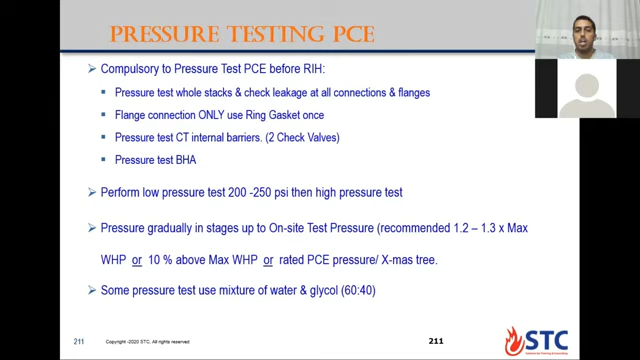 PRESSURE TESTING PCE
Compulsory to Pressure Test PCE before RIH:
Pressure test whole stacks & check leakage at all connections & flanges
Flange connection ONLY use Ring Gasket once
Pressure test CT internal barriers. (2 Check Valves)
Pressure test BHA
Perform low pressure test 200 -250 psi then high pressure test
Pressure gradually in stages up to On-site Test Pressure (recommended 1.2 – 1.3 x Max
WHP or 10 % above Max WHP or rated PCE pressure/ X-mas tree.
Some pressure test use mixture of water & glycol (60:40)
211
Copyright -2020 STC, All rights reserved
211
STC